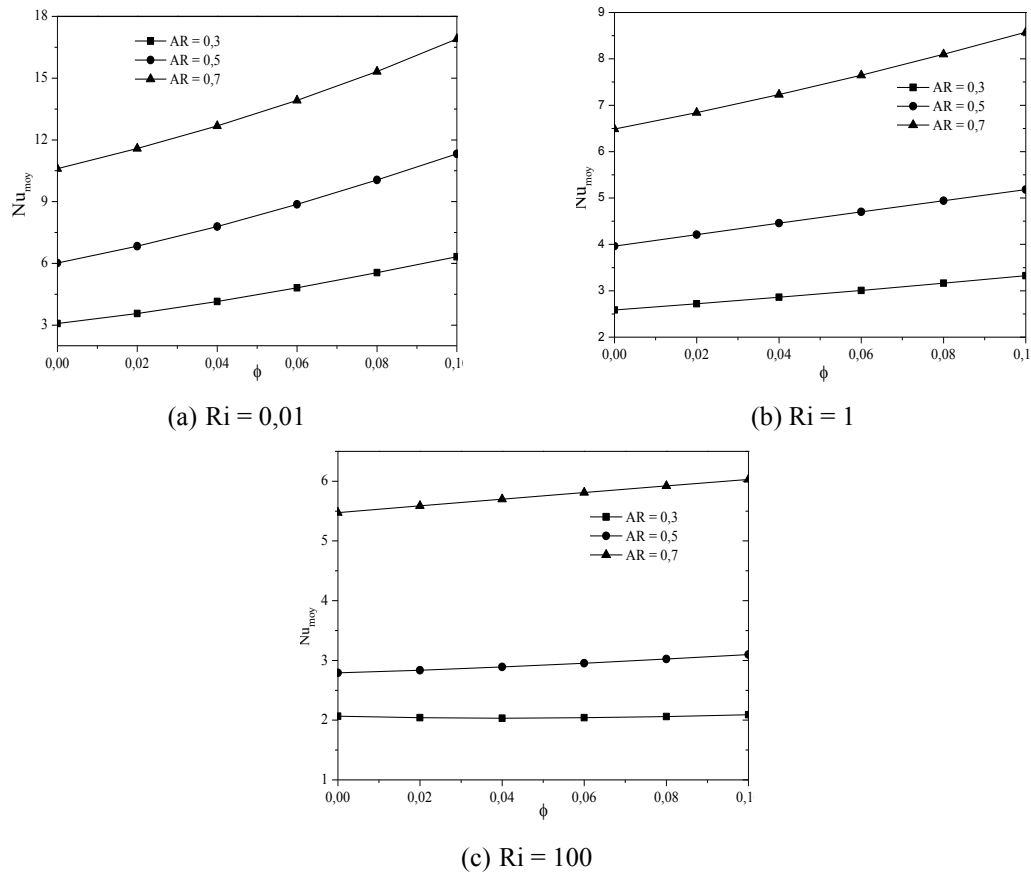 18
15
12
9
6
3
Nu_moy
AR = 0,3
AR = 0,5
AR = 0,7
0,00 0,02 0,04 0,06 0,08 0,10
ϕ
(a) Ri = 0,01
9
8
7
6
5
4
3
2
Nu_moy
AR = 0,3
AR = 0,5
AR = 0,7
0,00 0,02 0,04 0,06 0,08 0,1
ϕ
(b) Ri = 1
6
5
3
2
1
Nu_moy
AR = 0,3
AR = 0,5
AR = 0,7
0,00 0,02 0,04 0,06 0,08 0,1
ϕ
(c) Ri = 100